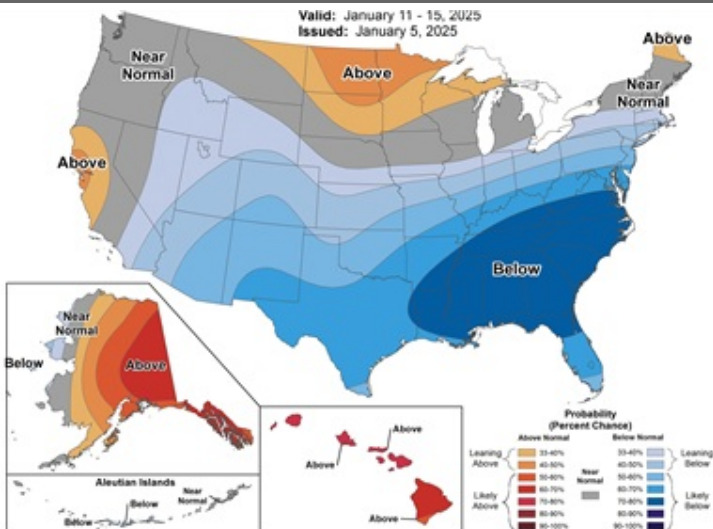 Valid: January 11 - 15, 2025
Issued: January 5, 2025
Above
Near
Normal
Above
Near
Normal
Above
Below
Near
Normal
Below
Above
Aleutian Islands
Below
Near
Normal
Below
Above
Above
Above
Probability
(Percent Chance)
Above Normal
Below Normal
Leaning
Above
33-40%
40-50%
Likely
Above
50-60%
60-70%
70-80%
80-90%
90-100%
Near
Normal
33-40%
40-50%
Leaning
Below
50-60%
60-70%
70-80%
80-90%
90-100%
Likely
Below